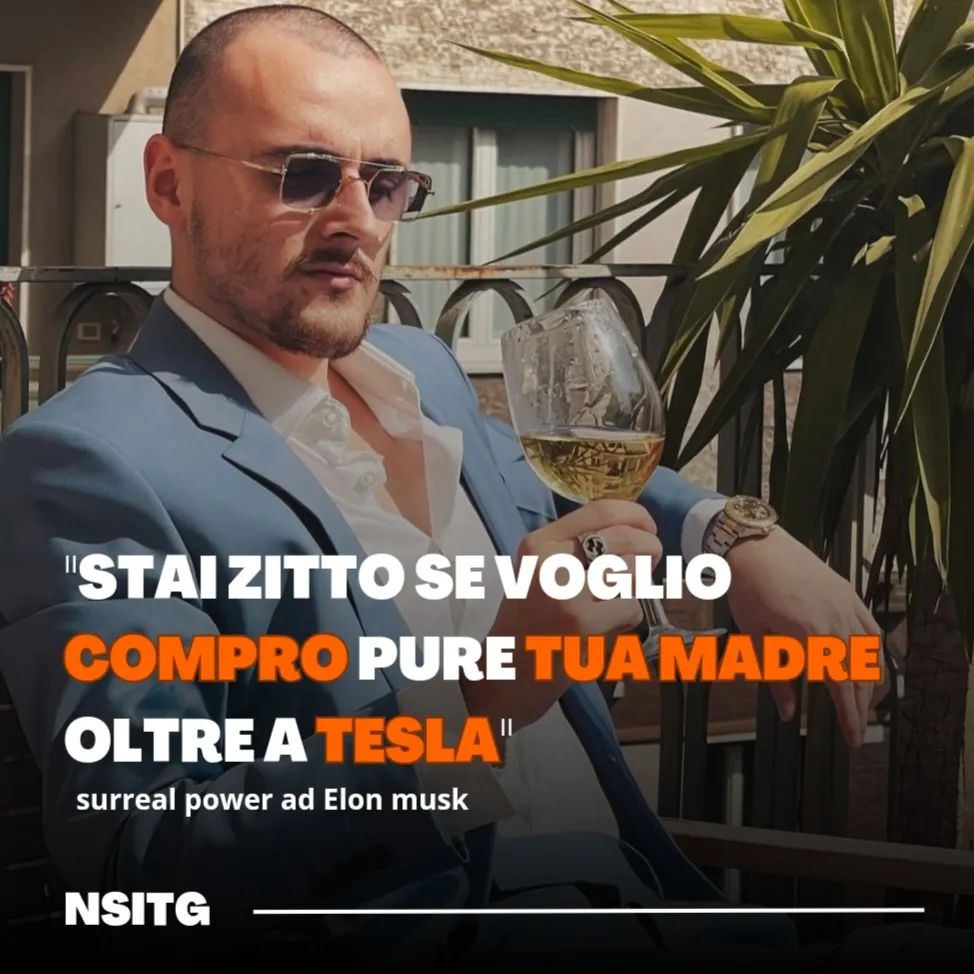 "STAI ZITTO SE VOGLIO
COMPRO PURE TUA MADRE
OLTRE A TESLA"
surreal power ad Elon musk
NSITG